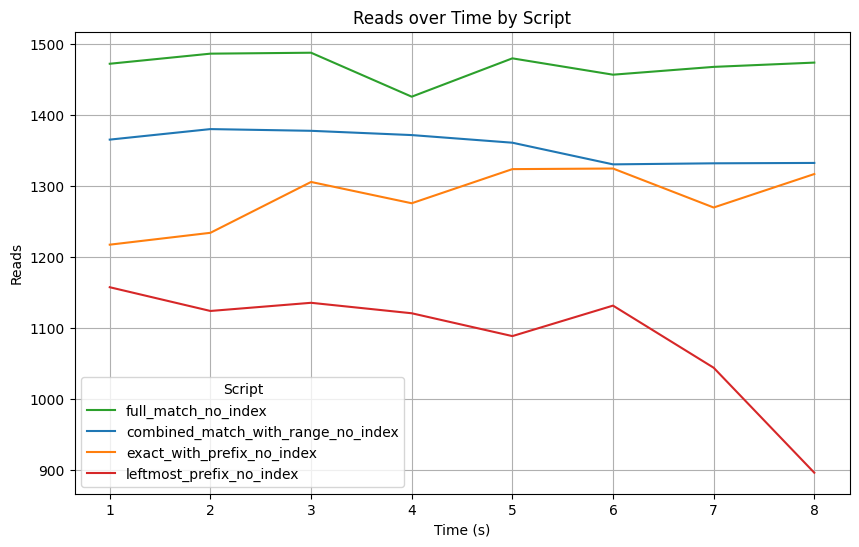 Reads over Time by Script
1500
1400
1300
1200
1100
1000
900
Reads
Script
full_match_no_index
combined_match_with_range_no_index
exact_with_prefix_no_index
leftmost_prefix_no_index
1 2 3 4 5 6 7 8
Time (s)